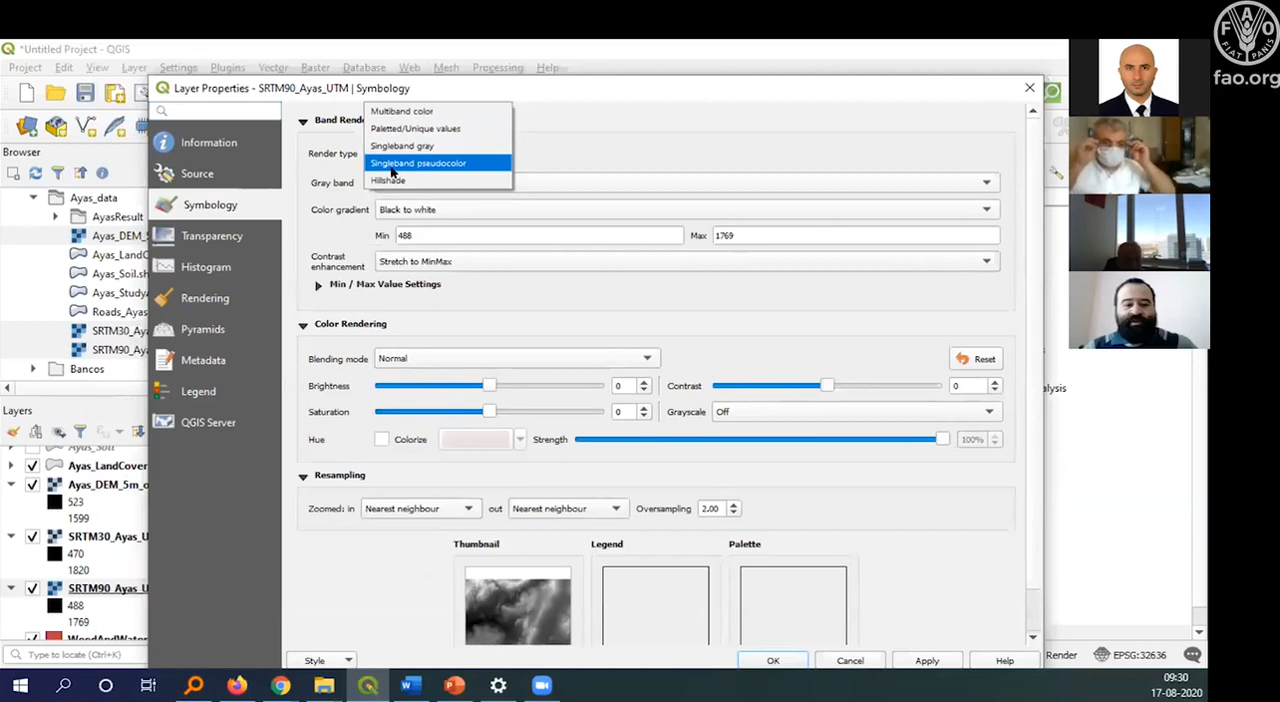 FAO
FIAT PANIS
fao.org
*Untitled Project - QGIS
Project Edit View Layer Settings Plugins Vector Raster Database Web Mesh Processing Help
Layer Properties - SRTM90_Ayas_UTM | Symbology
Browser
Ayas_data
AyasResult
Ayas_DEM_5
Ayas_LandC
Ayas_Soil.sh
Ayas_Study
Roads_Ayas
SRTM30_Aya
SRTM90_Aya
Bancos
Layers
Ayas_Soil
Ayas_LandCover
Ayas_DEM_5m_o
523
1599
SRTM30_Ayas_U
470
1820
SRTM90_Ayas_U
488
1769
WoodAndWater
Type to locate (Ctrl+K)
Information
Source
Symbology
Transparency
Histogram
Rendering
Pyramids
Metadata
Legend
QGIS Server
Band Rende
Render type
Multiband color
Paletted/Unique values
Singleband gray
Singleband pseudocolor
Hillshade
Gray band
Color gradient Black to white
Min 488 Max 1769
Contrast enhancement Stretch to MinMax
Min / Max Value Settings
Color Rendering
Blending mode Normal Reset
Brightness 0 Contrast 0
Saturation 0 Grayscale Off
Hue Colorize Strength 100%
Resampling
Zoomed: in Nearest neighbour out Nearest neighbour Oversampling 2.00
Thumbnail Legend Palette
Style OK Cancel Apply Help
alysis
Render EPSG:32636
09:30
17-08-2020